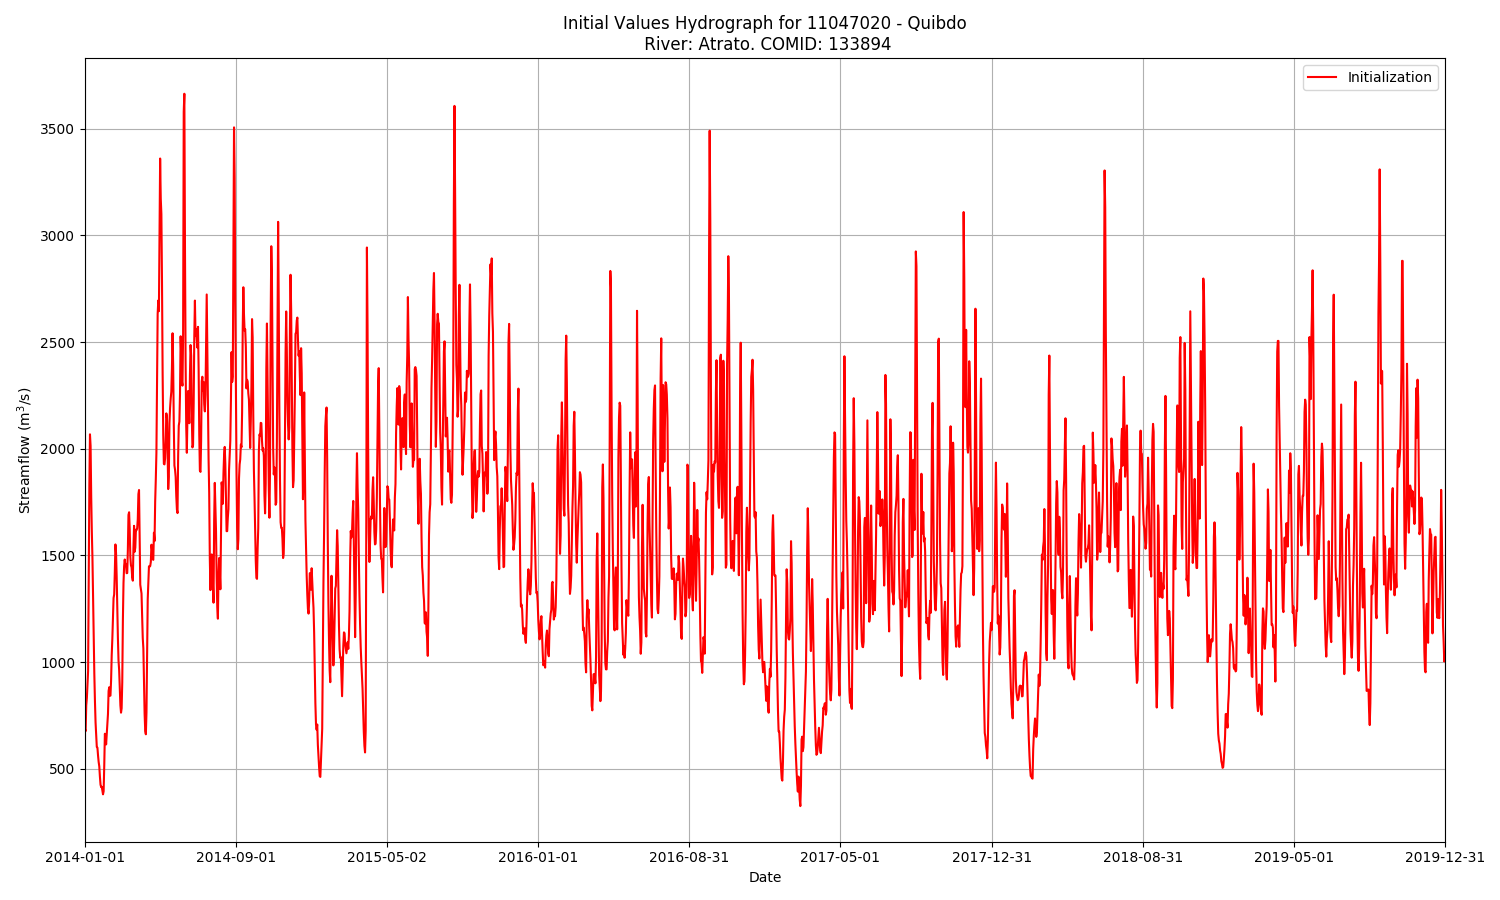 Initial Values Hydrograph for 11047020 - Quibdo
River: Atrato. COMID: 133894
Initialization
3500
3000
2500
2000
1500
1000
500
Streamflow (m³/s)
2014-01-01 2014-09-01 2015-05-02 2016-01-01 2016-08-31 2017-05-01 2017-12-31 2018-08-31 2019-05-01 2019-12-31
Date